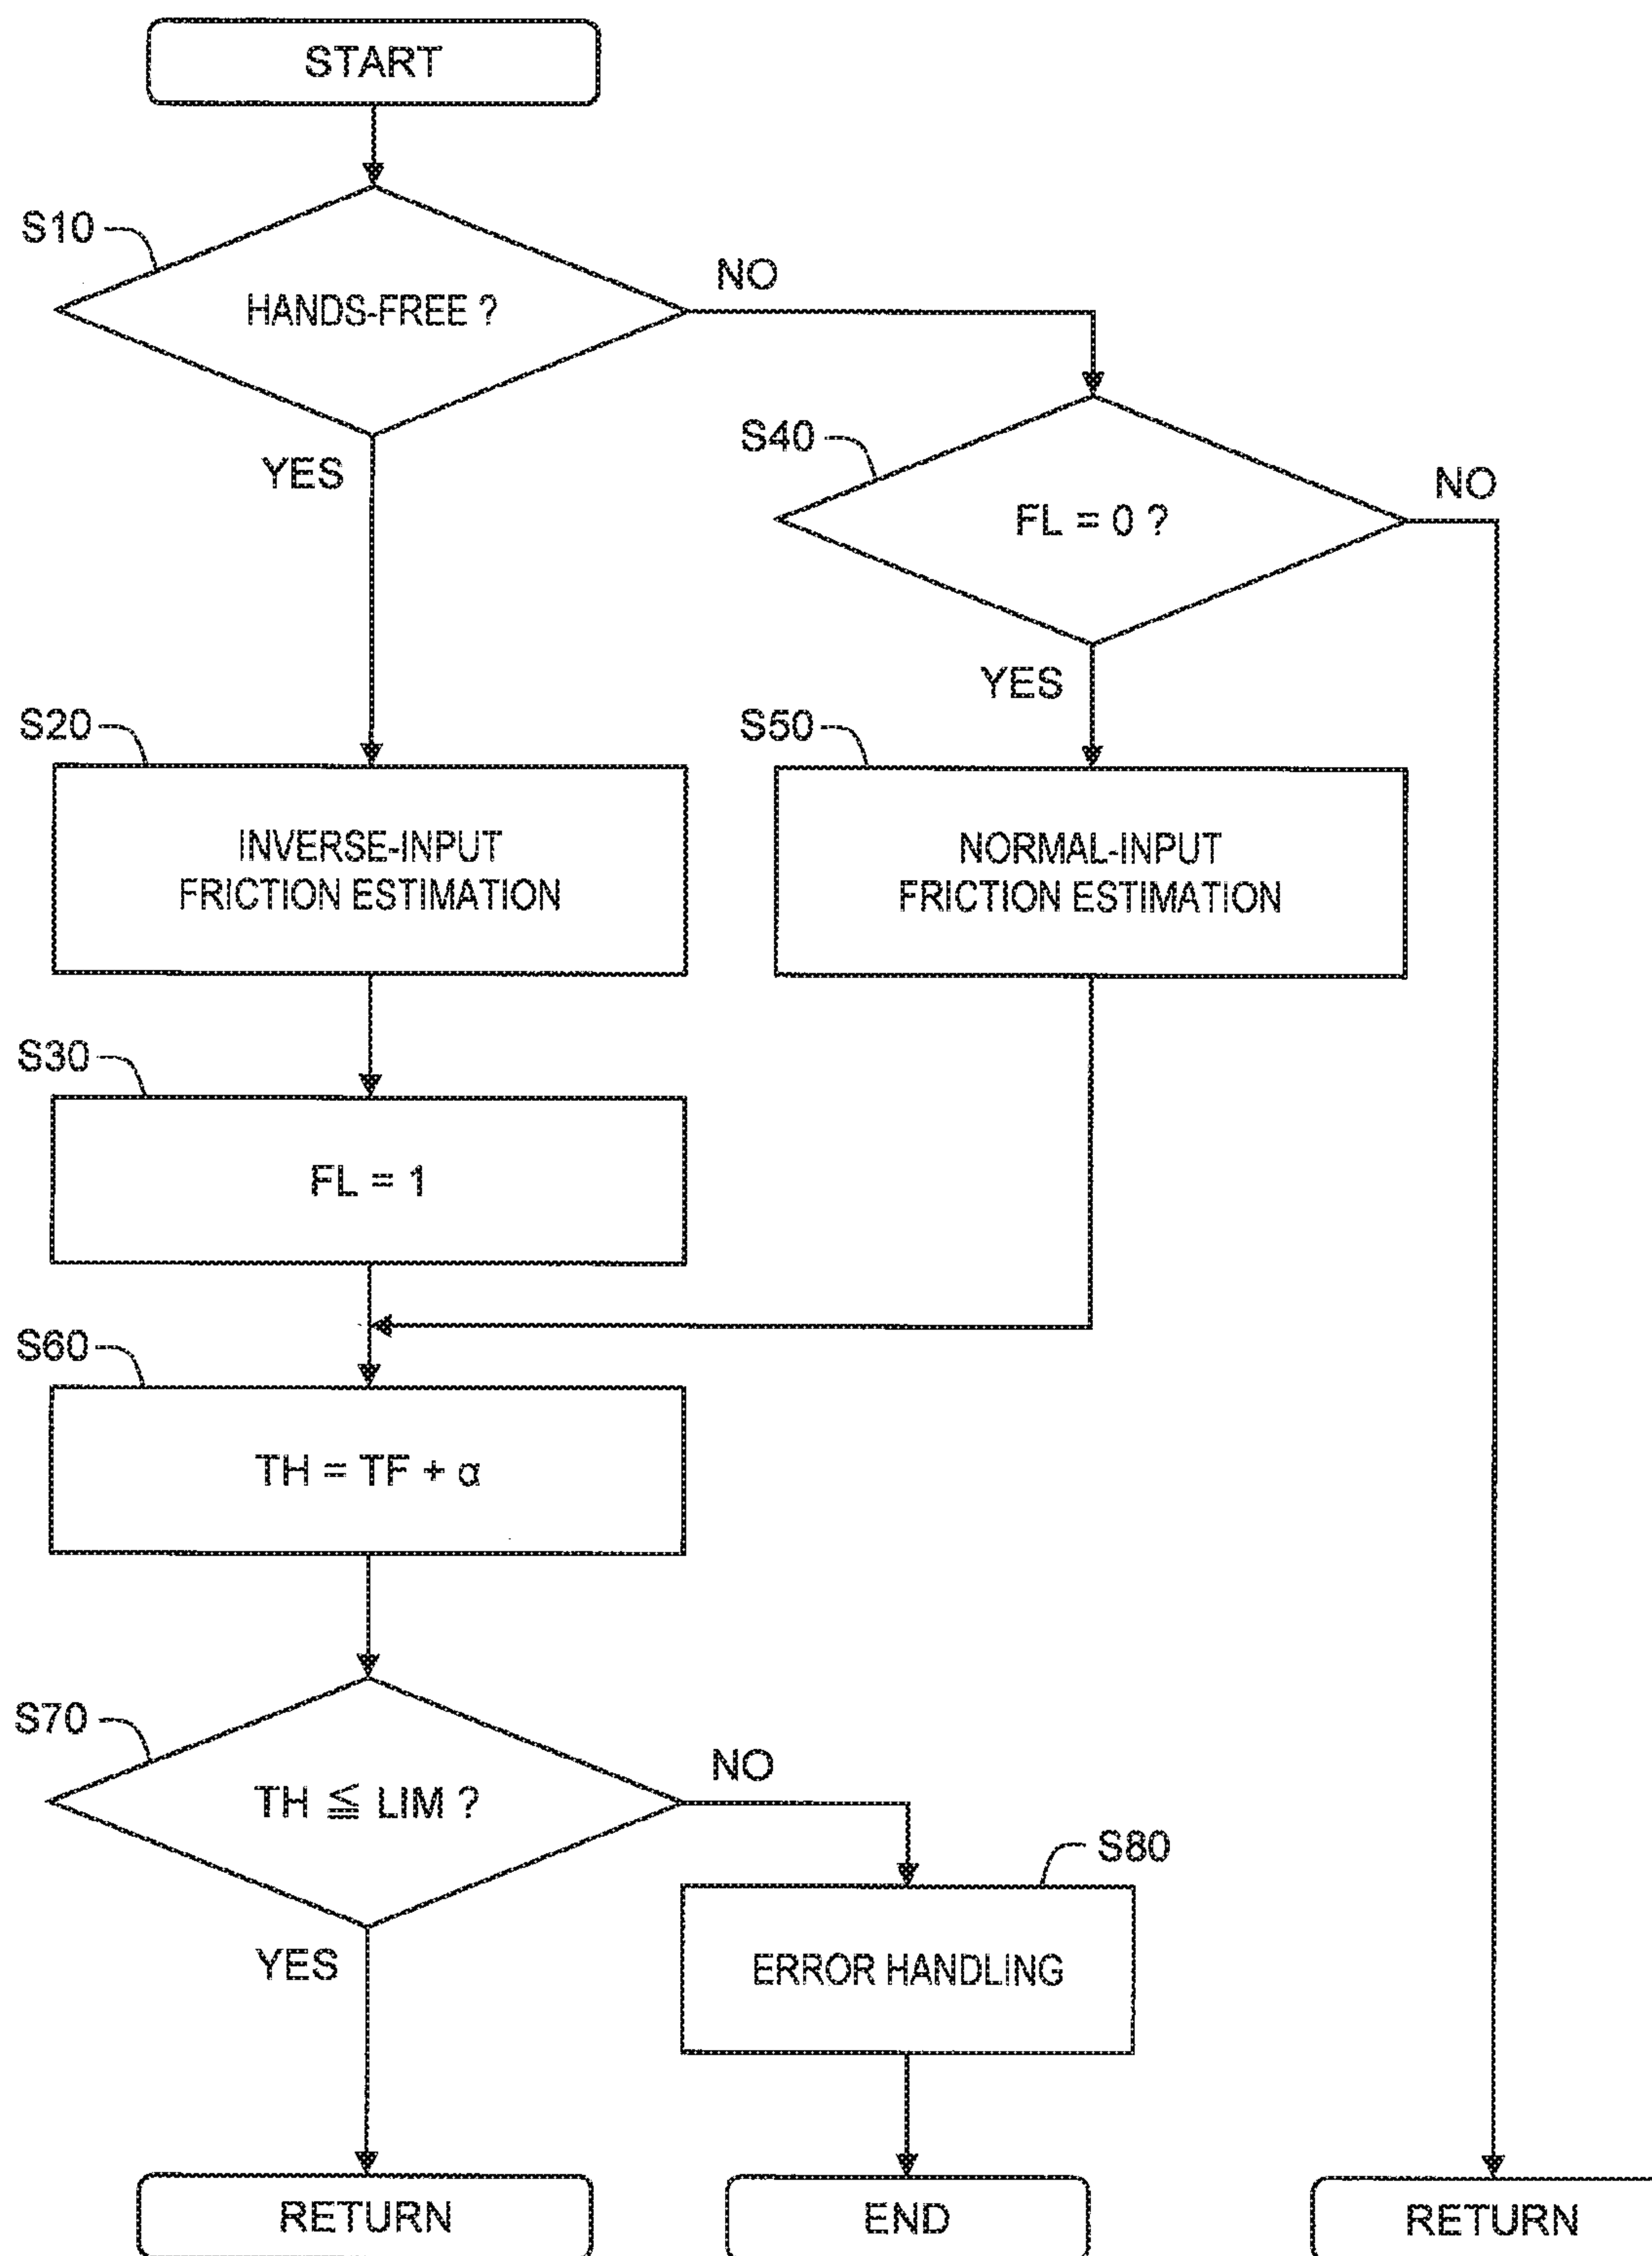 START
S10
HANDS-FREE ?
NO
YES
S40
FL = 0 ?
NO
YES
S20
INVERSE-INPUT
FRICTION ESTIMATION
S50
NORMAL-INPUT
FRICTION ESTIMATION
S30
FL = 1
S60
TH = TF + α
S70
TH ≦ LIM ?
NO
YES
S80
ERROR HANDLING
RETURN
END
RETURN